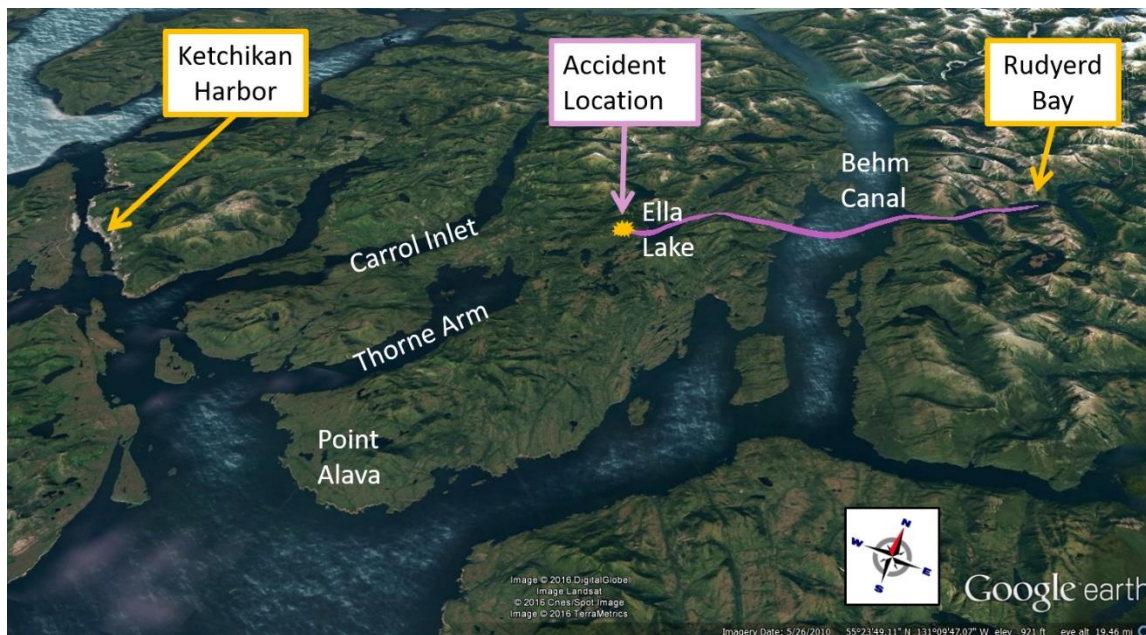 Ketchikan
Harbor
Accident
Location
Rudyerd
Bay
Behm
Canal
Ella
Lake
Carrol Inlet
Thorne Arm
Point
Alava
N
W
E
S
Image © 2016 DigitalGlobe
Image Landsat
© 2016 Cnes/Spot Image
Image © 2016 TerraMetrics
Google earth
Imagery Date: 5/26/2010 55°23'49.11" N 131°09'47.07" W elev 921 ft eye alt 19.46 mi